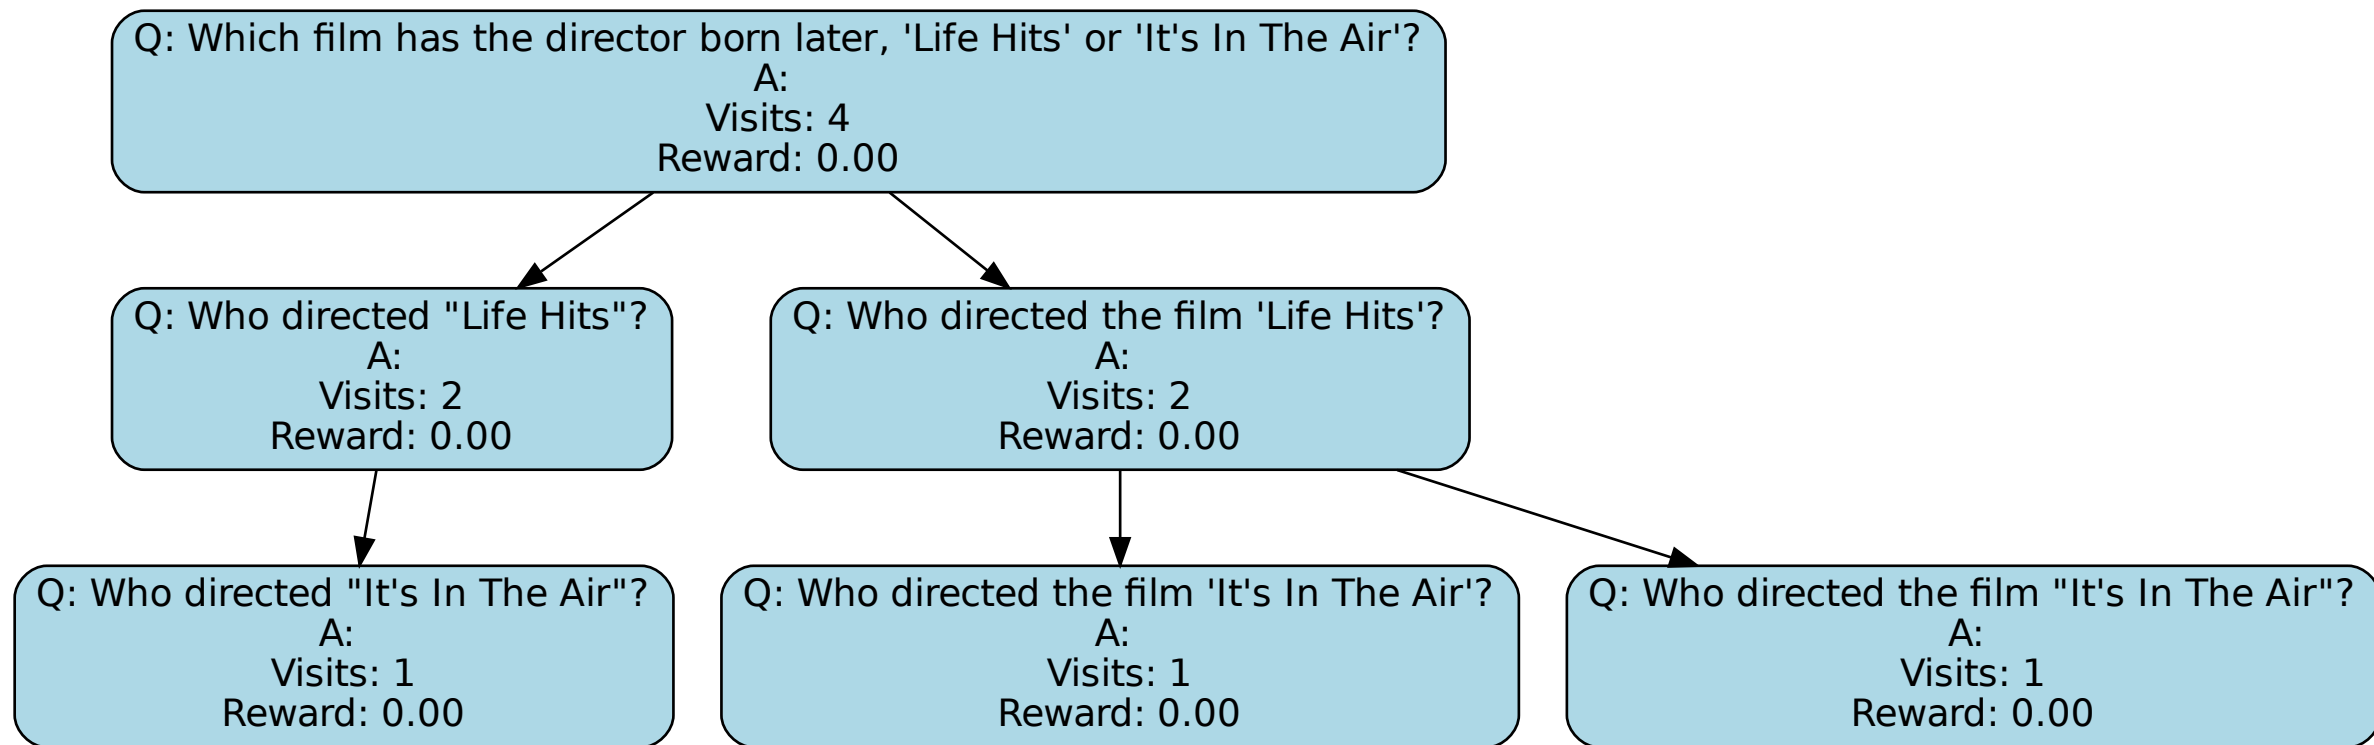 Q: Which film has the director born later, 'Life Hits' or 'It's In The Air'?
A:
Visits: 4
Reward: 0.00
Q: Who directed "Life Hits"?
A:
Visits: 2
Reward: 0.00
Q: Who directed the film 'Life Hits'?
A:
Visits: 2
Reward: 0.00
Q: Who directed "It's In The Air"?
A:
Visits: 1
Reward: 0.00
Q: Who directed the film 'It's In The Air'?
A:
Visits: 1
Reward: 0.00
Q: Who directed the film "It's In The Air"?
A:
Visits: 1
Reward: 0.00